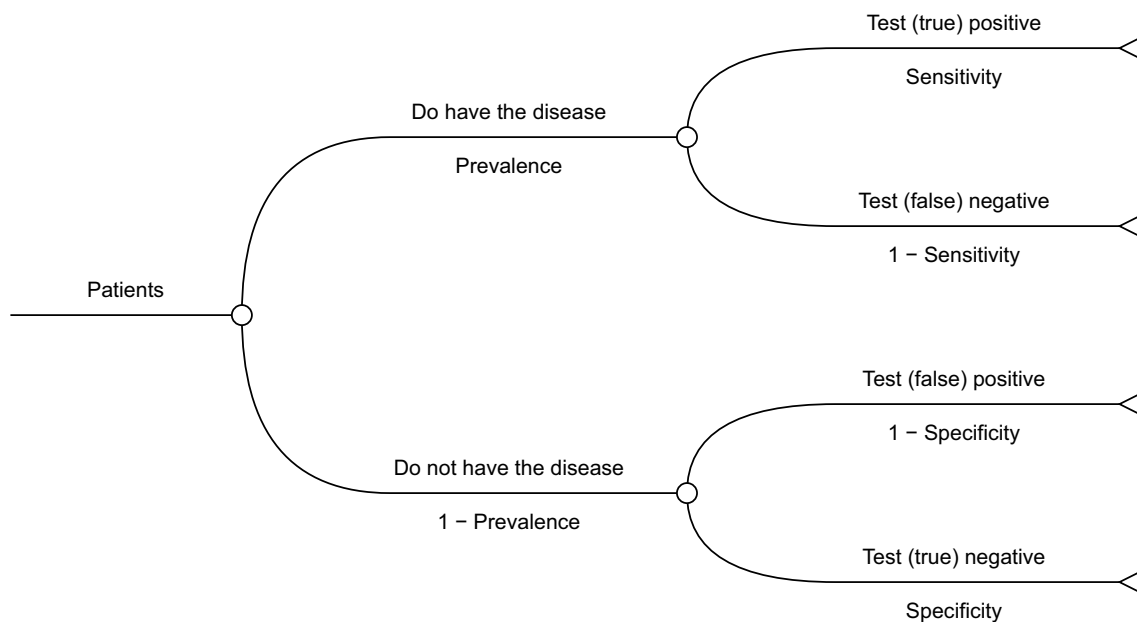 Test (true) positive
Sensitivity
Do have the disease
Prevalence
Test (false) negative
1 − Sensitivity
Patients
Test (false) positive
1 − Specificity
Do not have the disease
1 − Prevalence
Test (true) negative
Specificity